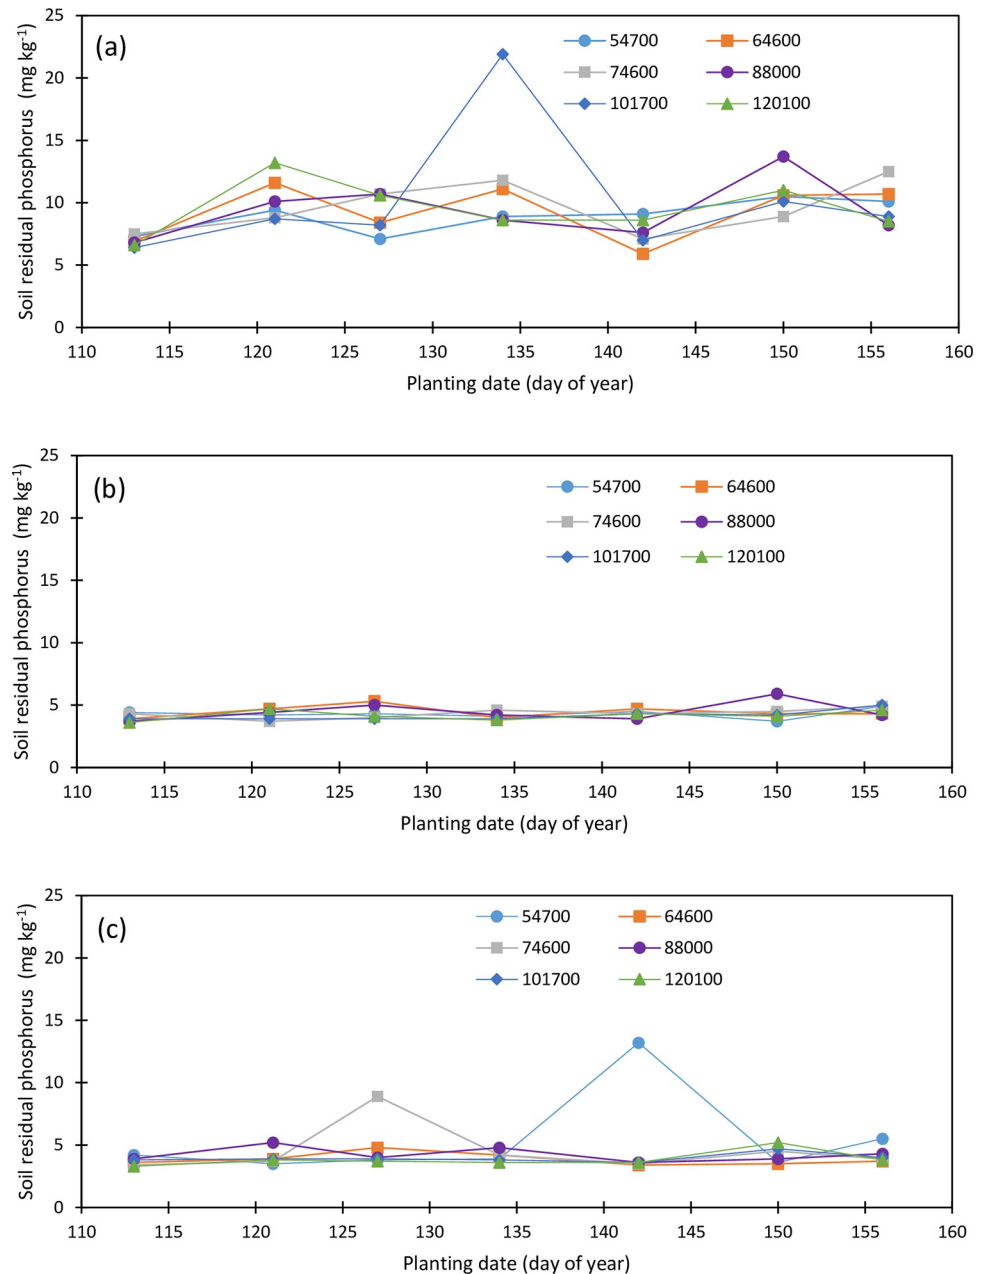 25
(a)
54700 64600
20
74600 88000
101700 120100
15
10
5
0
Soil residual phosphorus (mg kg⁻¹)
110 115 120 125 130 135 140 145 150 155 160
Planting date (day of year)
25
(b)
54700 64600
20
74600 88000
101700 120100
15
10
5
0
Soil residual phosphorus (mg kg⁻¹)
110 115 120 125 130 135 140 145 150 155 160
Planting date (day of year)
25
(c)
54700 64600
20
74600 88000
101700 120100
15
10
5
0
Soil residual phosphorus (mg kg⁻¹)
110 115 120 125 130 135 140 145 150 155 160
Planting date (day of year)